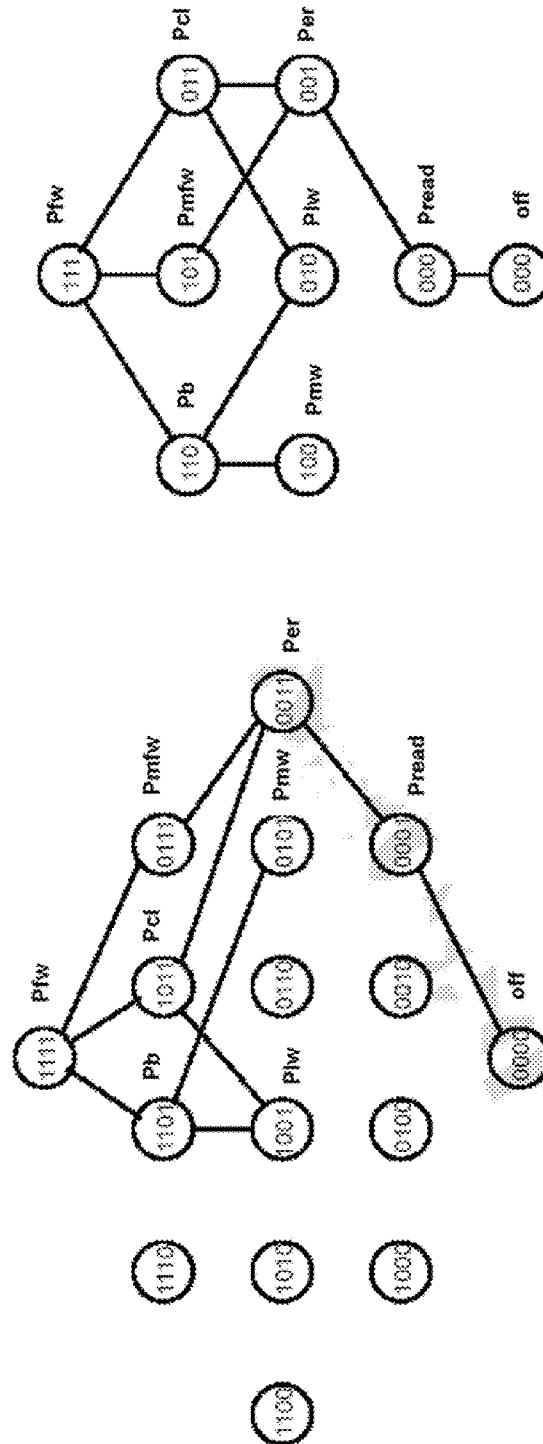 Pfw
1111
Pb Pcl Pmfw
1110 1101 1011 0111
Plw Pmw Per
1100 1010 1001 0110 0101 0011
Pread
1000 0100 0010 0001
off
0000
Pfw
111
Pb Pmfw Pcl
110 101 011
Pmw Plw Per
100 010 001
Pread
000
off
000